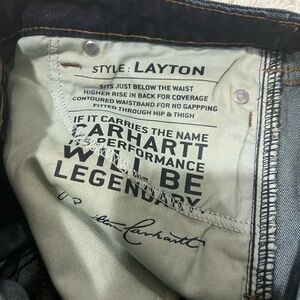 STYLE: LAYTON
SITS JUST BELOW THE WAIST
HIGHER RISE IN BACK FOR COVERAGE
CONTOURED WAISTBAND FOR NO GAPPPING
FITTED THROUGH HIP & THIGH
IF IT CARRIES THE NAME
CARHARTT
ITS PERFORMANCE
WILL BE
LEGENDARY
Carhartt